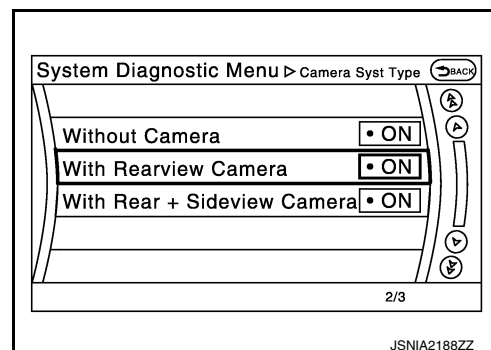 System Diagnostic Menu ▷ Camera Syst Type BACK
Without Camera • ON
With Rearview Camera • ON
With Rear + Sideview Camera • ON
2/3
JSNIA2188ZZ